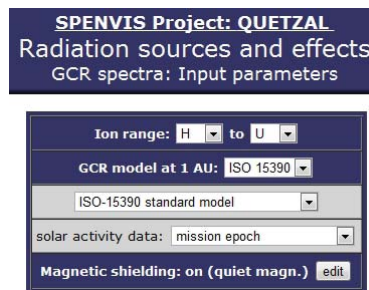 SPENVIS Project: QUETZAL
Radiation sources and effects
GCR spectra: Input parameters
Ion range: H to U
GCR model at 1 AU: ISO 15390
ISO-15390 standard model
solar activity data: mission epoch
Magnetic shielding: on (quiet magn.) edit